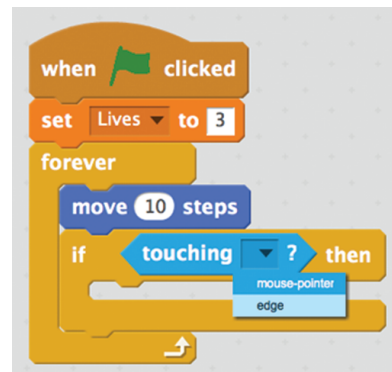 when clicked
set Lives to 3
forever
move 10 steps
if touching ? then
mouse-pointer
edge